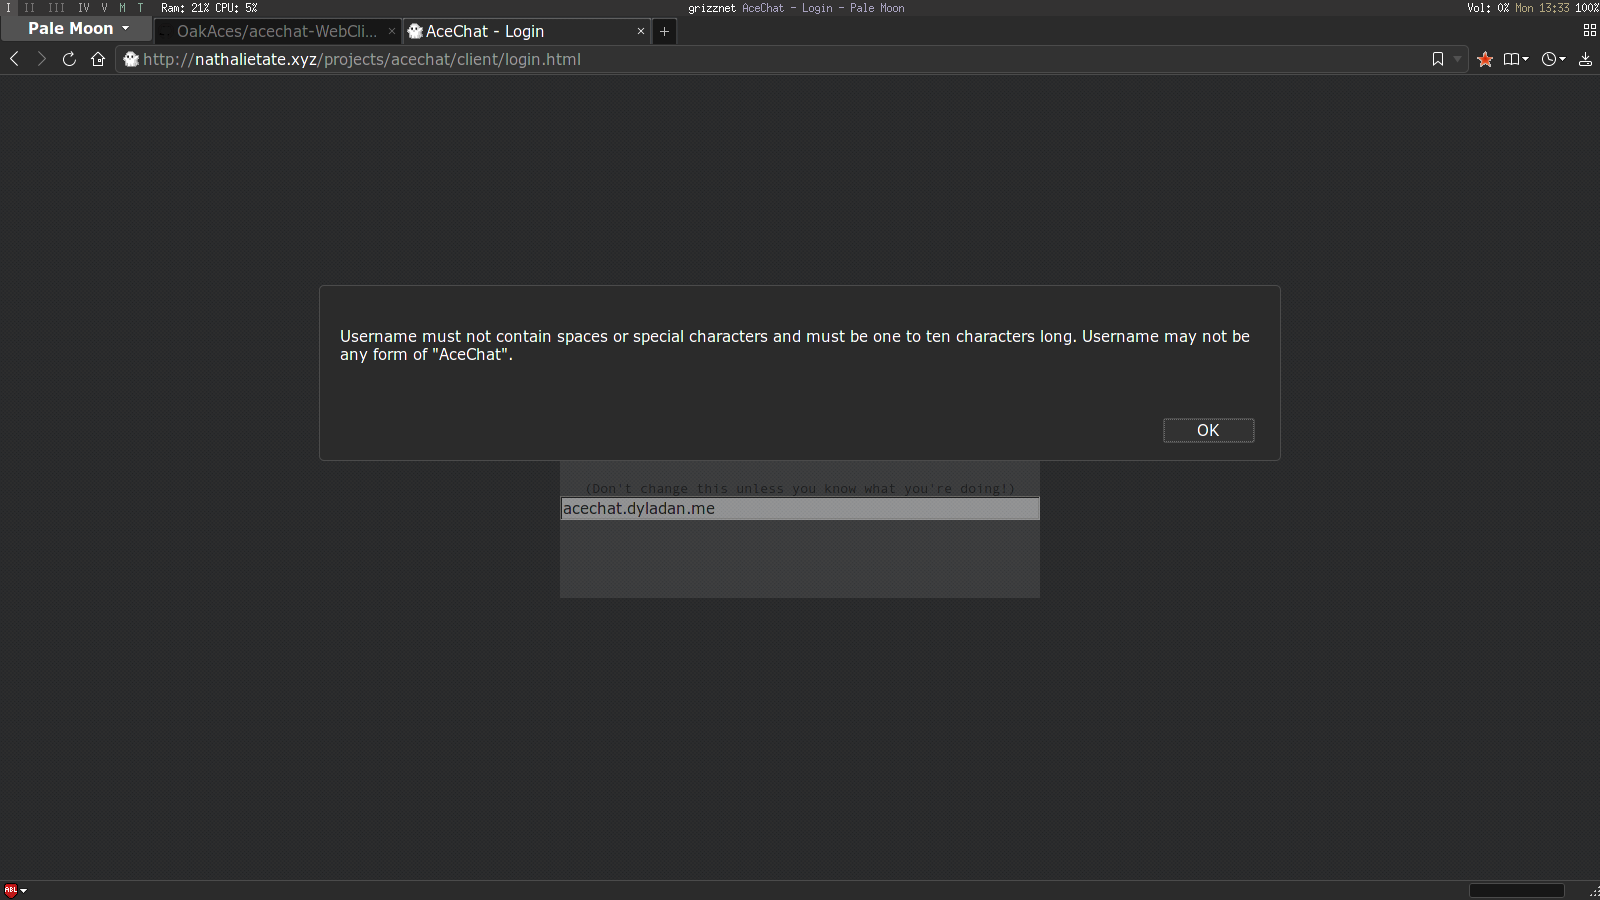 I II III IV V M T Ram: 21% CPU: 5% grizznet AceChat - Login - Pale Moon Vol: 0% Mon 13:33 100%
Pale Moon OakAces/acechat-WebCli... × AceChat - Login × +
http://nathalietate.xyz/projects/acechat/client/login.html
Username must not contain spaces or special characters and must be one to ten characters long. Username may not be
any form of "AceChat".
OK
(Don't change this unless you know what you're doing!)
acechat.dyladan.me
ABL